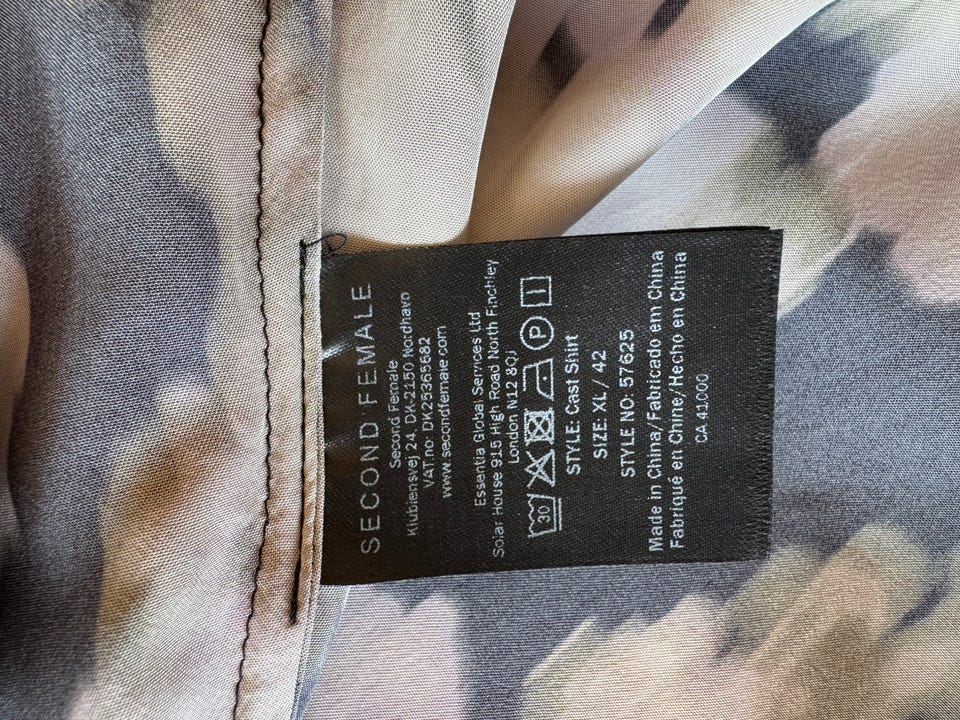 SECOND FEMALE
Second Female
Klubiensvej 24, DK-2150 Nordhavn
VAT.no: DK25365682
www.secondfemale.com
Essentia Global Services Ltd
Solar House 915 High Road North Finchley
London N12 8QJ
30 P
STYLE: Cast Shirt
SIZE: XL / 42
STYLE NO: 57625
Made in China/Fabricado em China
Fabriqué en Chine/Hecho en China
CA 41000